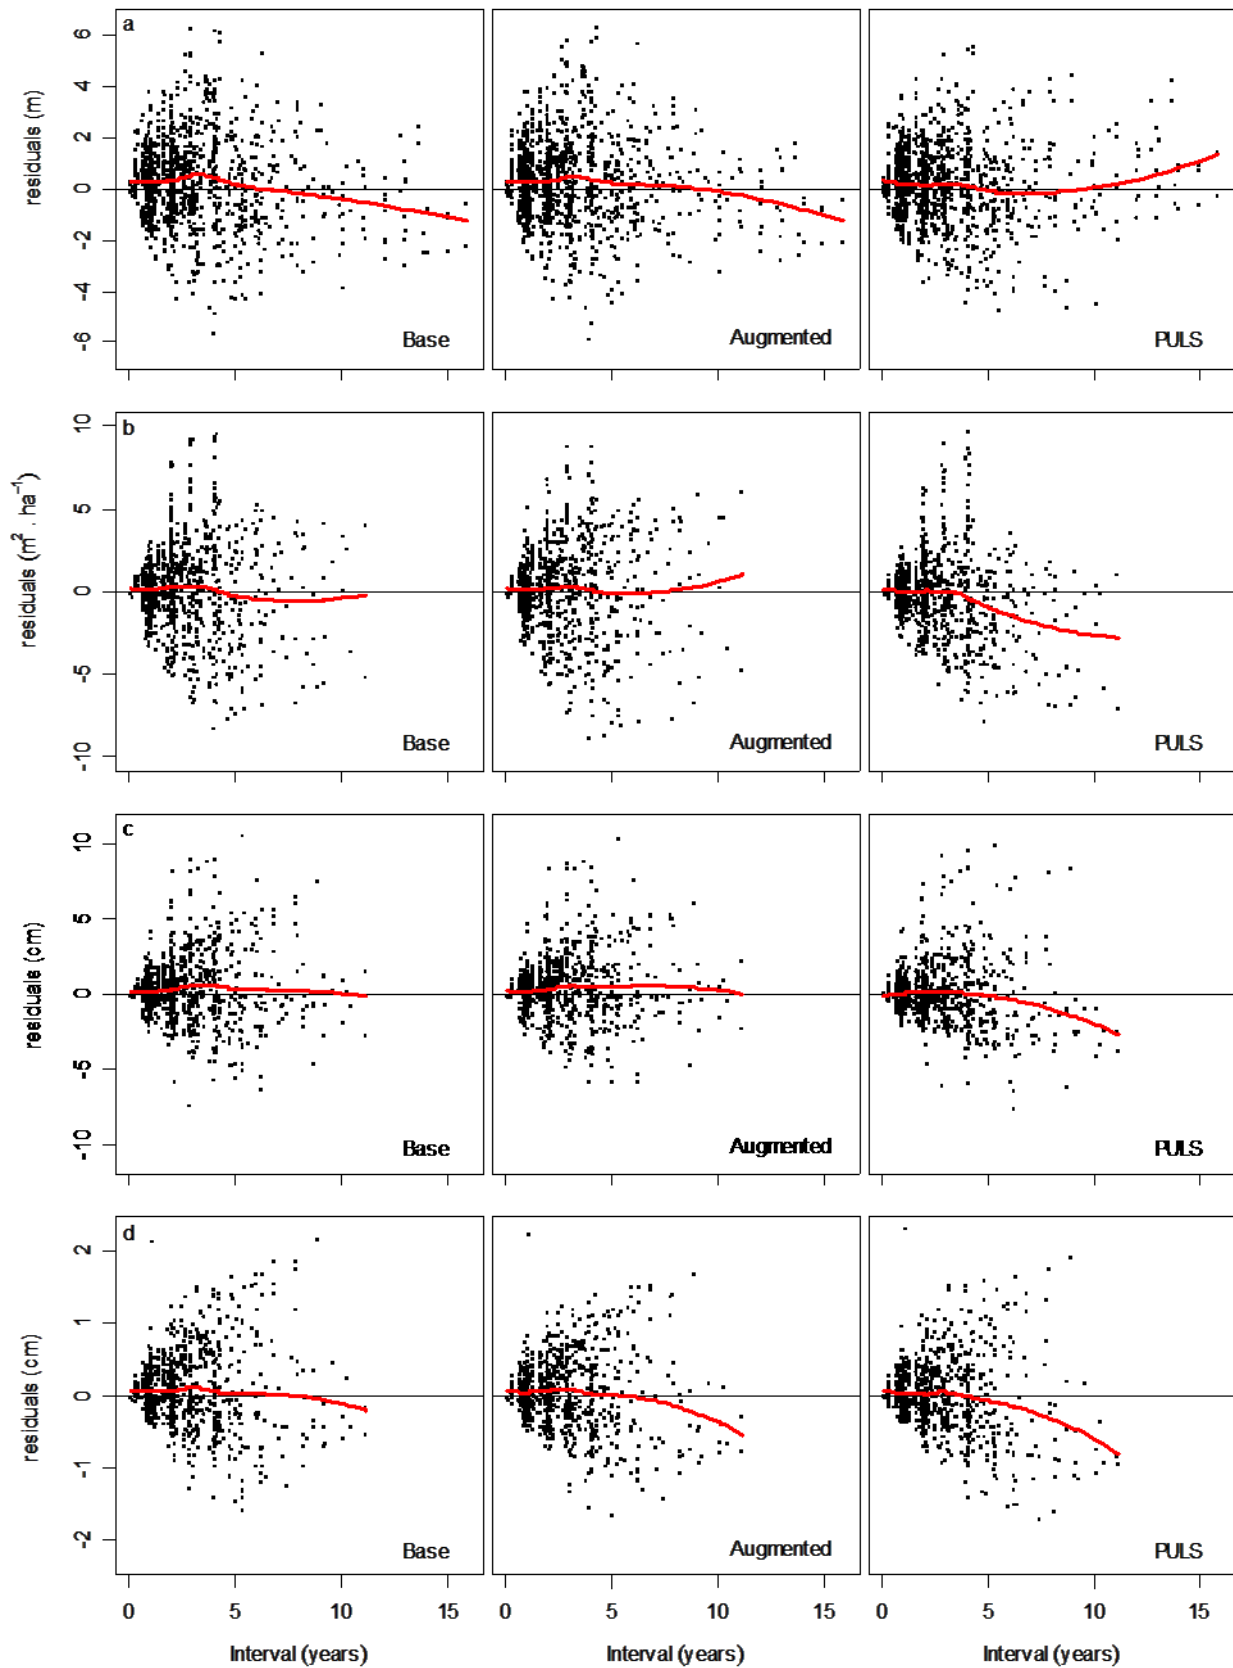 a
residuals (m)
6
4
2
0
-2
-4
-6
Base
Augmented
PULS
b
residuals (m² . ha⁻¹)
10
5
0
-5
-10
Base
Augmented
PULS
c
residuals (cm)
10
5
0
-5
-10
Base
Augmented
PULS
d
residuals (cm)
2
1
0
-1
-2
Base
Augmented
PULS
0 5 10 15 0 5 10 15 0 5 10 15
Interval (years) Interval (years) Interval (years)